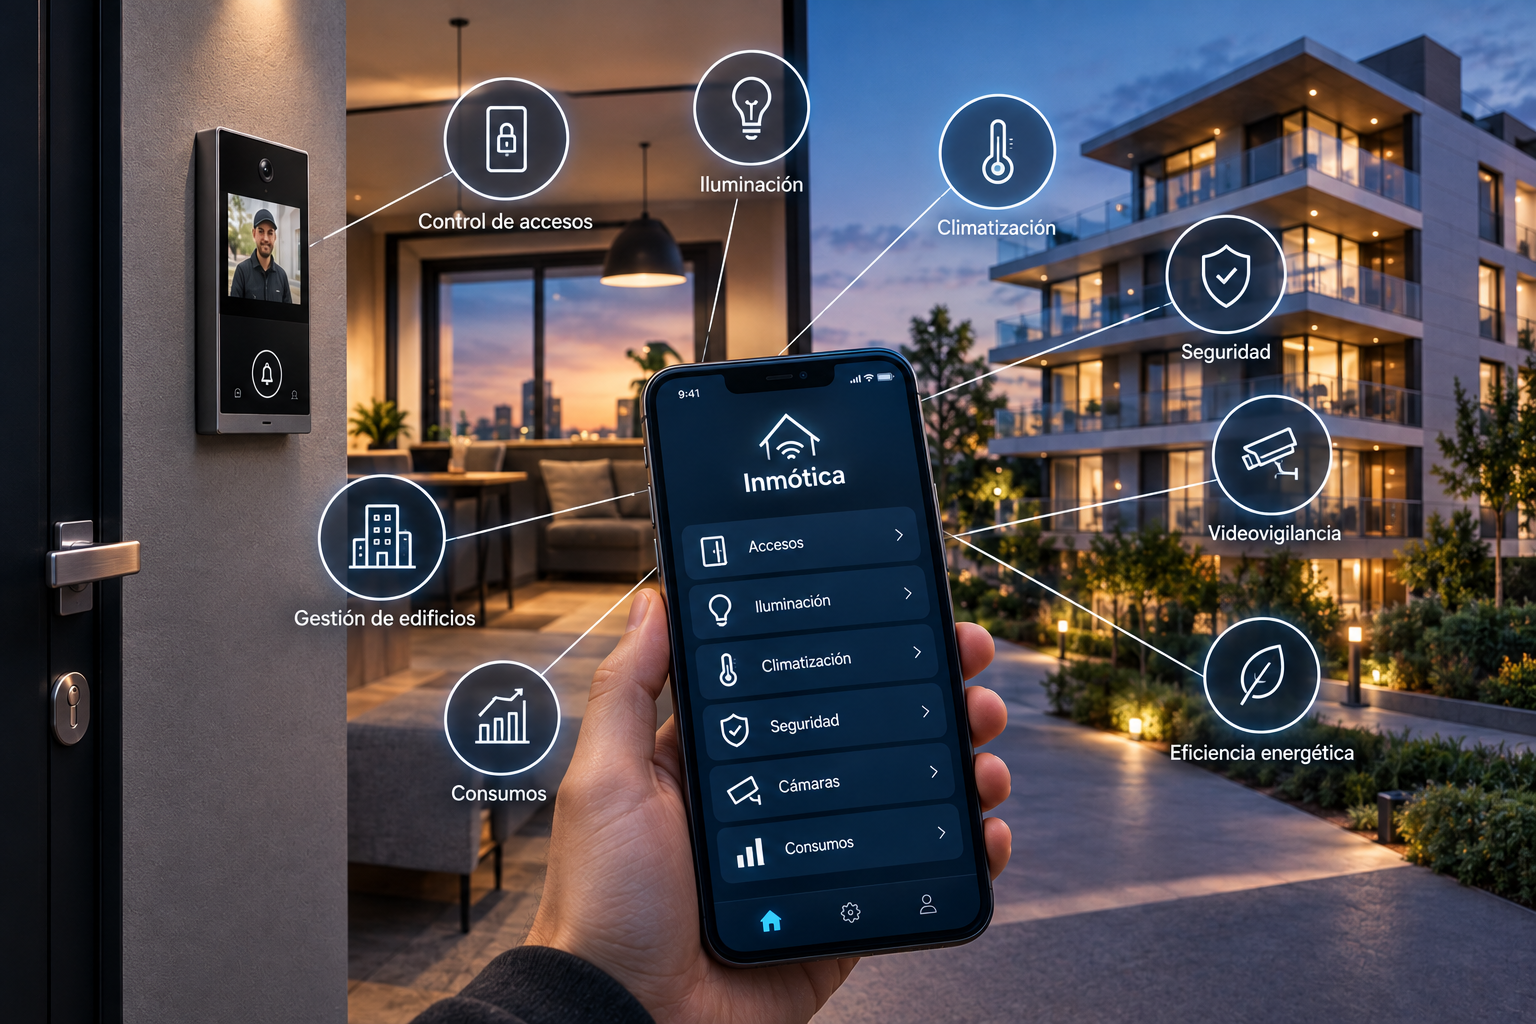 Control de accesos
Iluminación
Climatización
Seguridad
Videovigilancia
Eficiencia energética
Gestión de edificios
Consumos
9:41
Inmótica
Accesos
Iluminación
Climatización
Seguridad
Cámaras
Consumos